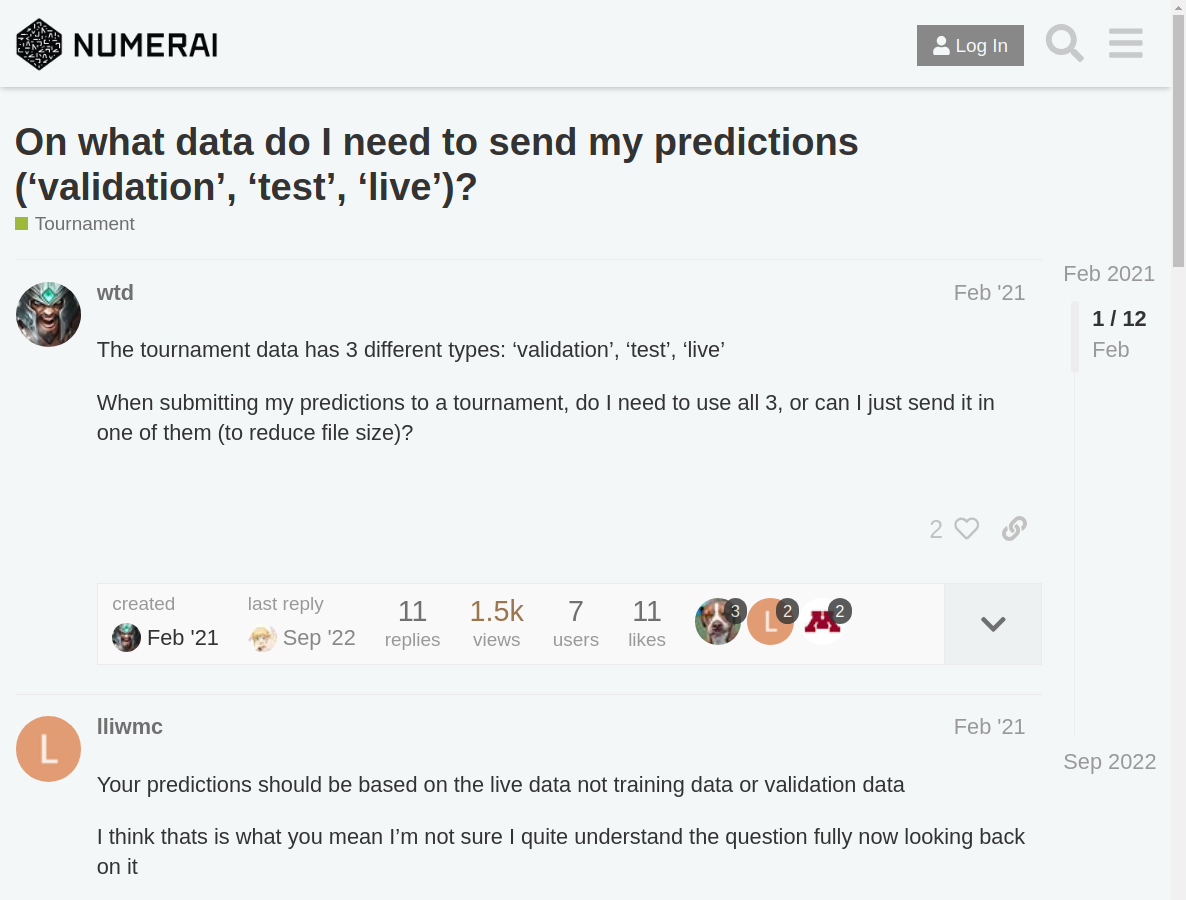 NUMERAI
Log In
On what data do I need to send my predictions
(‘validation’, ‘test’, ‘live’)?
Tournament
wtd
Feb '21
The tournament data has 3 different types: ‘validation’, ‘test’, ‘live’
When submitting my predictions to a tournament, do I need to use all 3, or can I just send it in
one of them (to reduce file size)?
2
Feb 2021
1 / 12
Feb
Sep 2022
created
Feb '21
last reply
Sep '22
11
replies
1.5k
views
7
users
11
likes
3
L
2
M
2
L
lliwmc
Feb '21
Your predictions should be based on the live data not training data or validation data
I think thats is what you mean I’m not sure I quite understand the question fully now looking back
on it